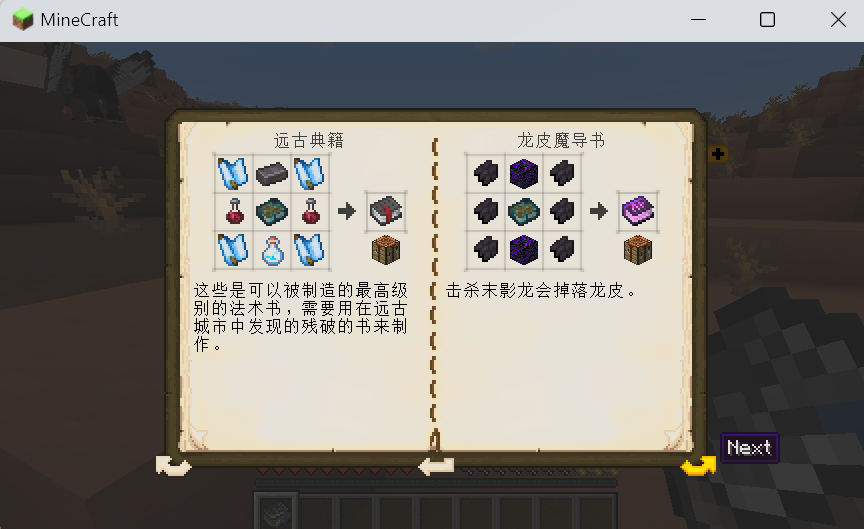 MineCraft
远古典籍
这些是可以被制造的最高级
别的法术书，需要用在远古
城市中发现的残破的书来制
作。
龙皮魔导书
击杀末影龙会掉落龙皮。
Next